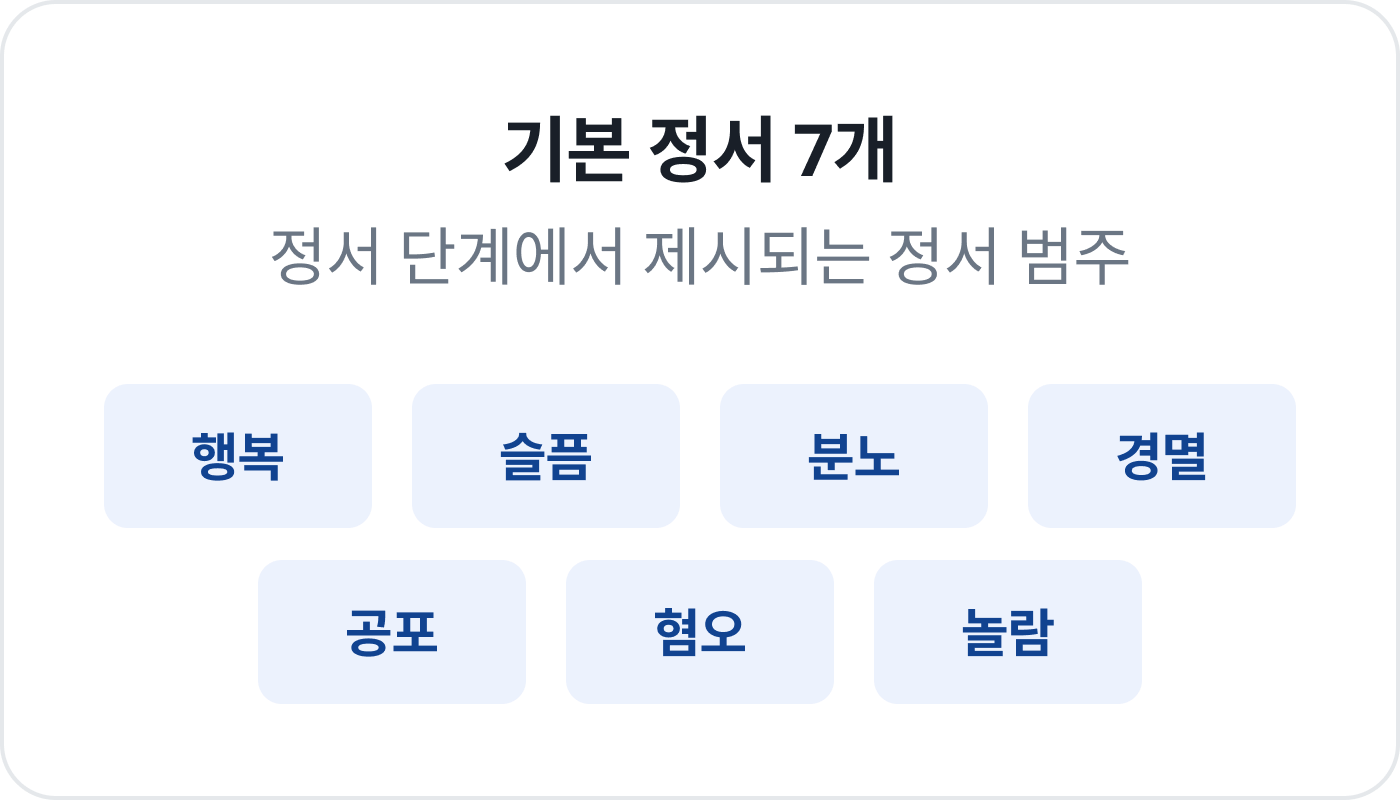 기본 정서 7개
정서 단계에서 제시되는 정서 범주
행복 슬픔 분노 경멸
공포 혐오 놀람